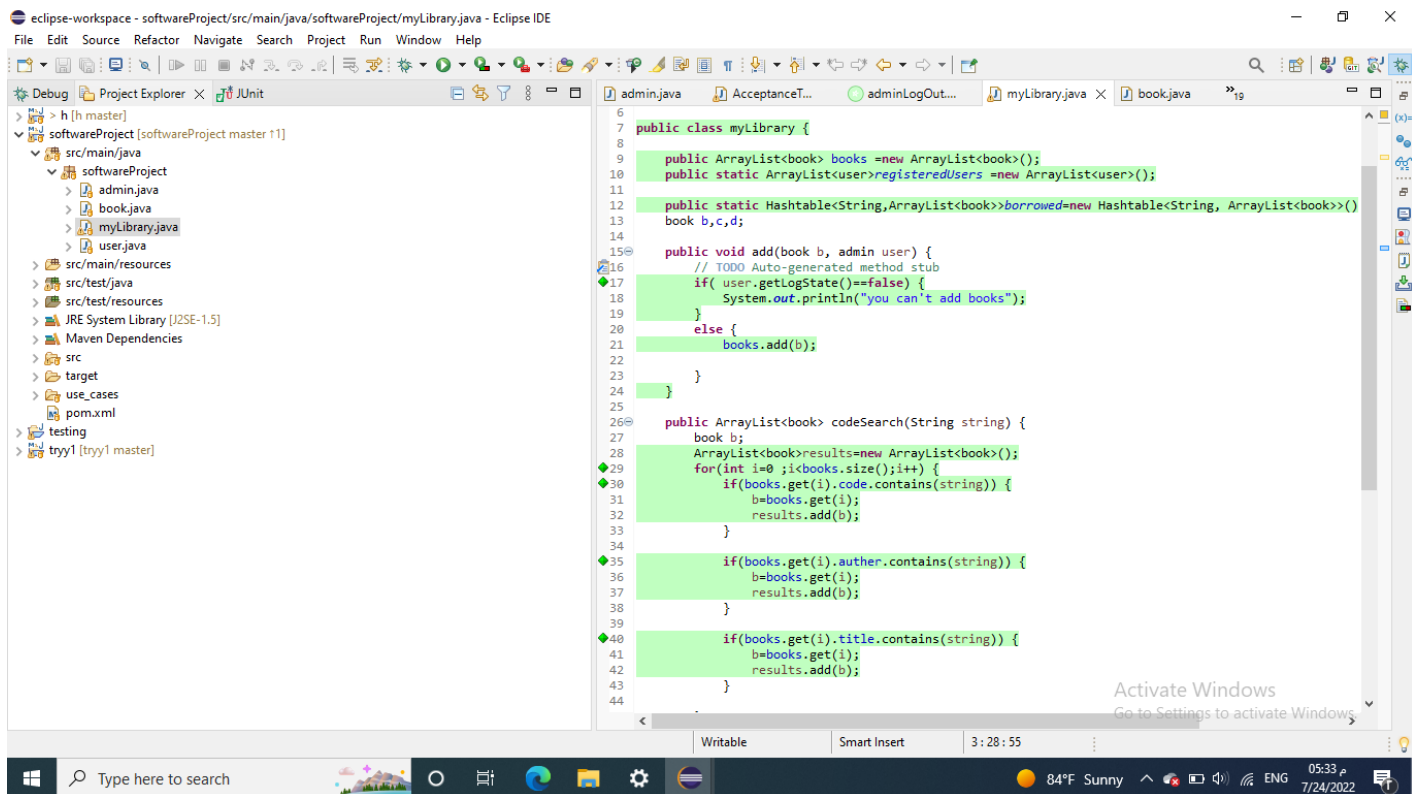 eclipse-workspace - softwareProject/src/main/java/softwareProject/myLibrary.java - Eclipse IDE
File Edit Source Refactor Navigate Search Project Run Window Help
Debug Project Explorer JUnit
admin.java AcceptanceT... adminLogOut.... myLibrary.java book.java »19
> h [h master]
softwareProject [softwareProject master ↑1]
src/main/java
softwareProject
admin.java
book.java
myLibrary.java
user.java
src/main/resources
src/test/java
src/test/resources
JRE System Library [J2SE-1.5]
Maven Dependencies
src
target
use_cases
pom.xml
testing
tryy1 [tryy1 master]
6
7 public class myLibrary {
8
9 public ArrayList<book> books =new ArrayList<book>();
10 public static ArrayList<user>registeredUsers =new ArrayList<user>();
11
12 public static Hashtable<String,ArrayList<book>>borrowed=new Hashtable<String, ArrayList<book>>()
13 book b,c,d;
14
15 public void add(book b, admin user) {
16 // TODO Auto-generated method stub
17 if( user.getLogState()==false) {
18 System.out.println("you can't add books");
19 }
20 else {
21 books.add(b);
22
23 }
24 }
25
26 public ArrayList<book> codeSearch(String string) {
27 book b;
28 ArrayList<book>results=new ArrayList<book>();
29 for(int i=0 ;i<books.size();i++) {
30 if(books.get(i).code.contains(string)) {
31 b=books.get(i);
32 results.add(b);
33 }
34
35 if(books.get(i).auther.contains(string)) {
36 b=books.get(i);
37 results.add(b);
38 }
39
40 if(books.get(i).title.contains(string)) {
41 b=books.get(i);
42 results.add(b);
43 }
44
Activate Windows
Go to Settings to activate Windows.
Writable Smart Insert 3 : 28 : 55
Type here to search
84°F Sunny ENG 05:33 م
7/24/2022